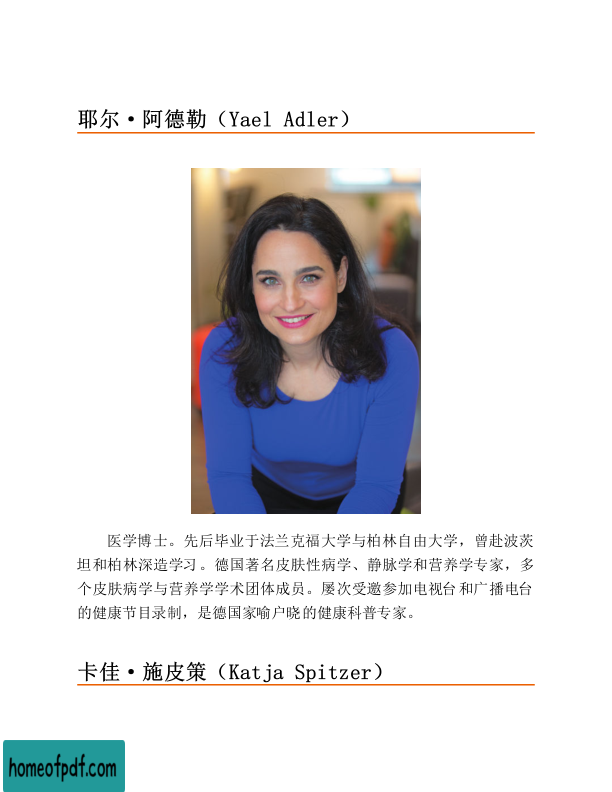 耶尔·阿德勒（Yael Adler）
医学博士。先后毕业于法兰克福大学与柏林自由大学，曾赴波茨
坦和柏林深造学习。德国著名皮肤性病学、静脉学和营养学专家，多
个皮肤病学与营养学学术团体成员。屡次受邀参加电视台和广播电台
的健康节目录制，是德国家喻户晓的健康科普专家。
卡佳·施皮策（Katja Spitzer）
homeofpdf.com